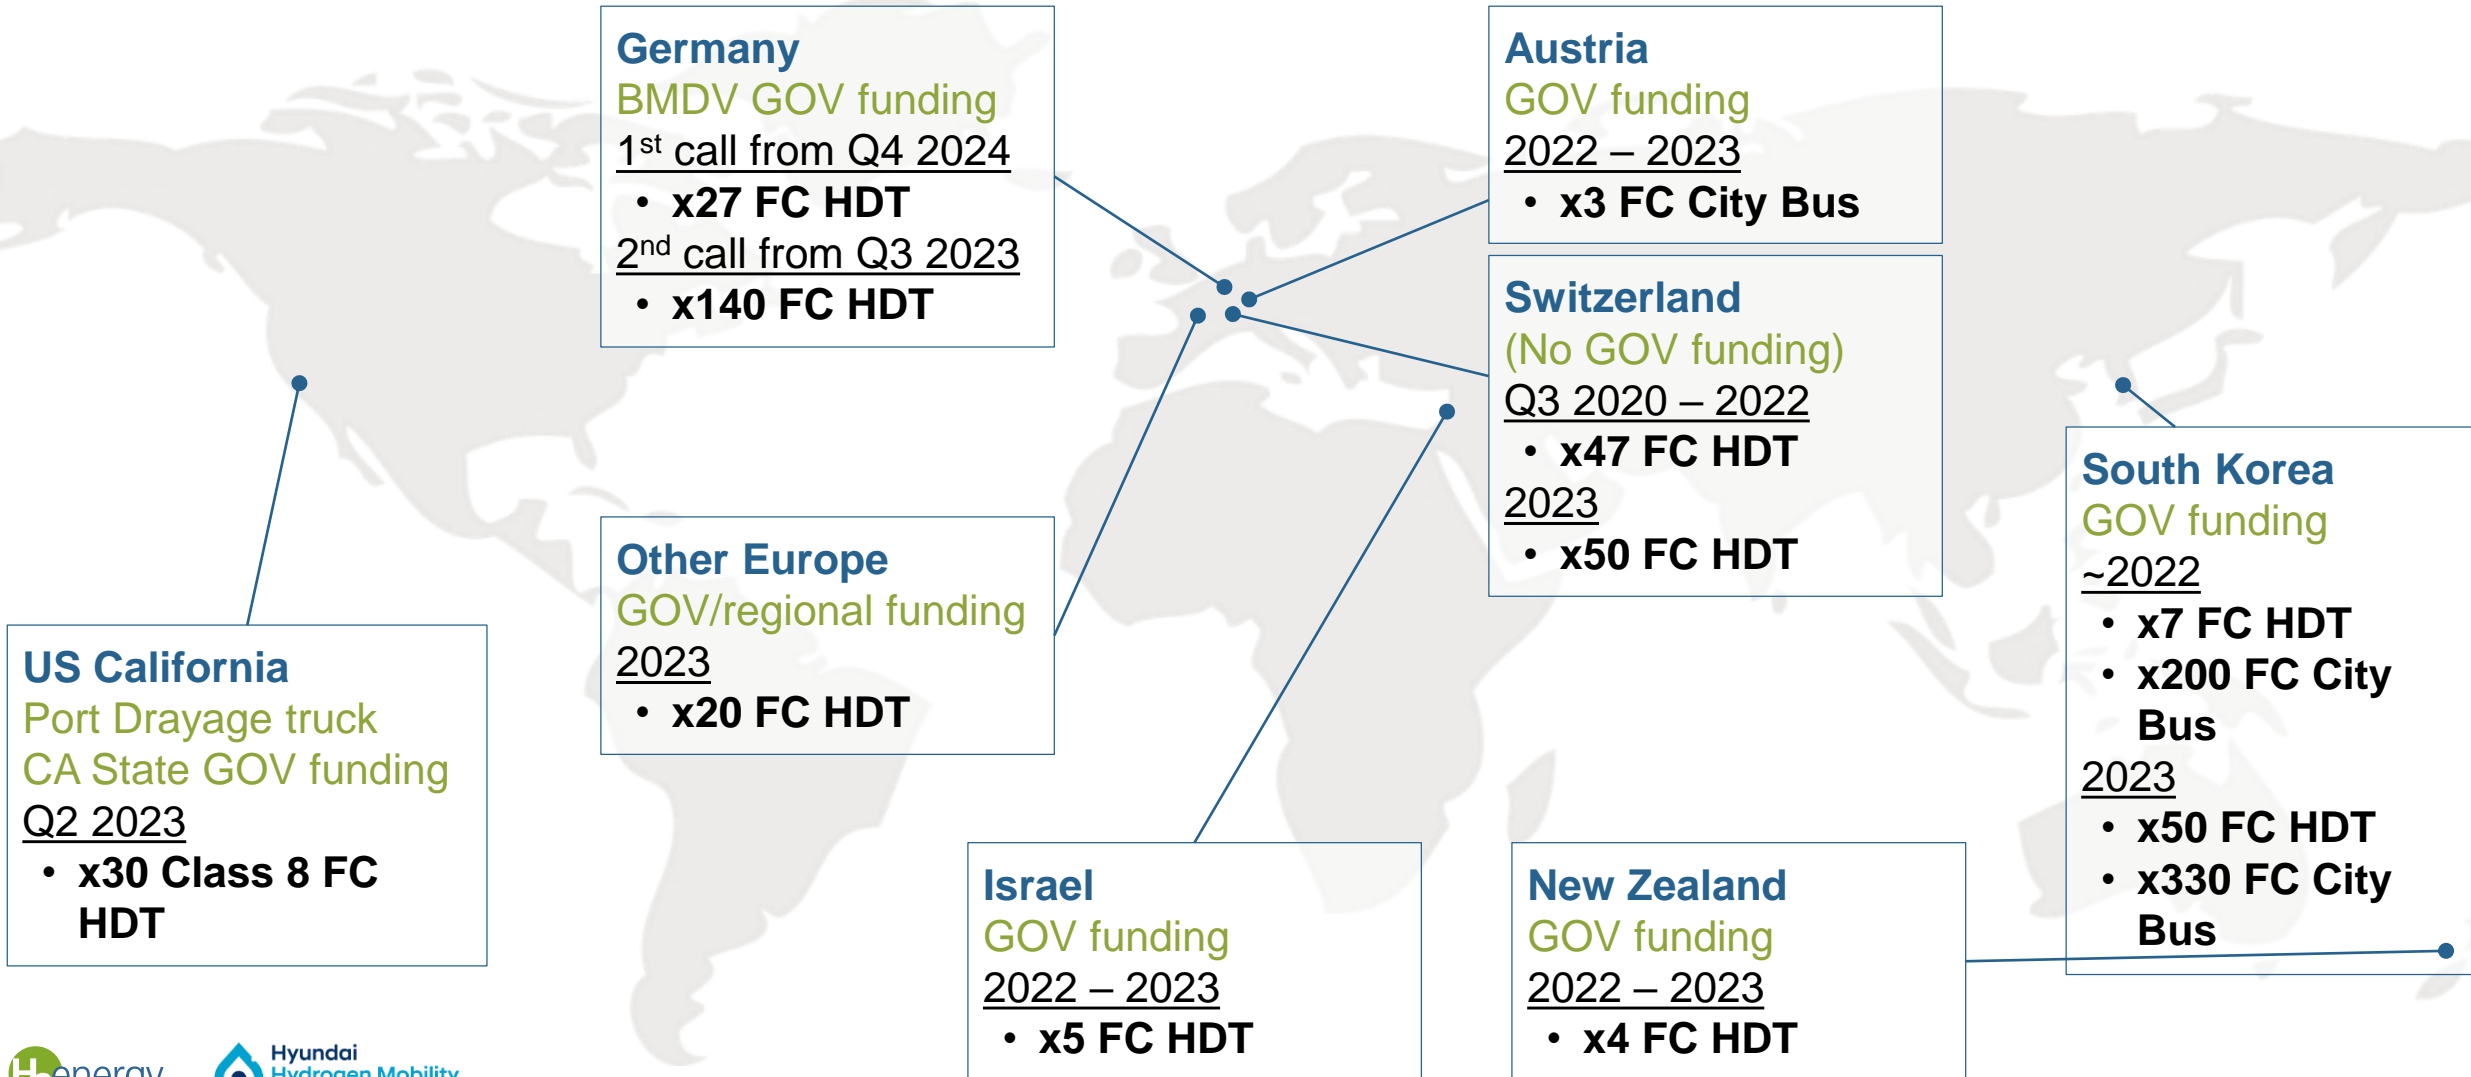 Germany
BMDV GOV funding
1st call from Q4 2024
• x27 FC HDT
2nd call from Q3 2023
• x140 FC HDT
Austria
GOV funding
2022 – 2023
• x3 FC City Bus
Switzerland
(No GOV funding)
Q3 2020 – 2022
• x47 FC HDT
2023
• x50 FC HDT
South Korea
GOV funding
~2022
• x7 FC HDT
• x200 FC City
Bus
2023
• x50 FC HDT
• x330 FC City
Bus
Other Europe
GOV/regional funding
2023
• x20 FC HDT
US California
Port Drayage truck
CA State GOV funding
Q2 2023
• x30 Class 8 FC
HDT
Israel
GOV funding
2022 – 2023
• x5 FC HDT
New Zealand
GOV funding
2022 – 2023
• x4 FC HDT
energy
Hyundai
Hydrogen Mobility